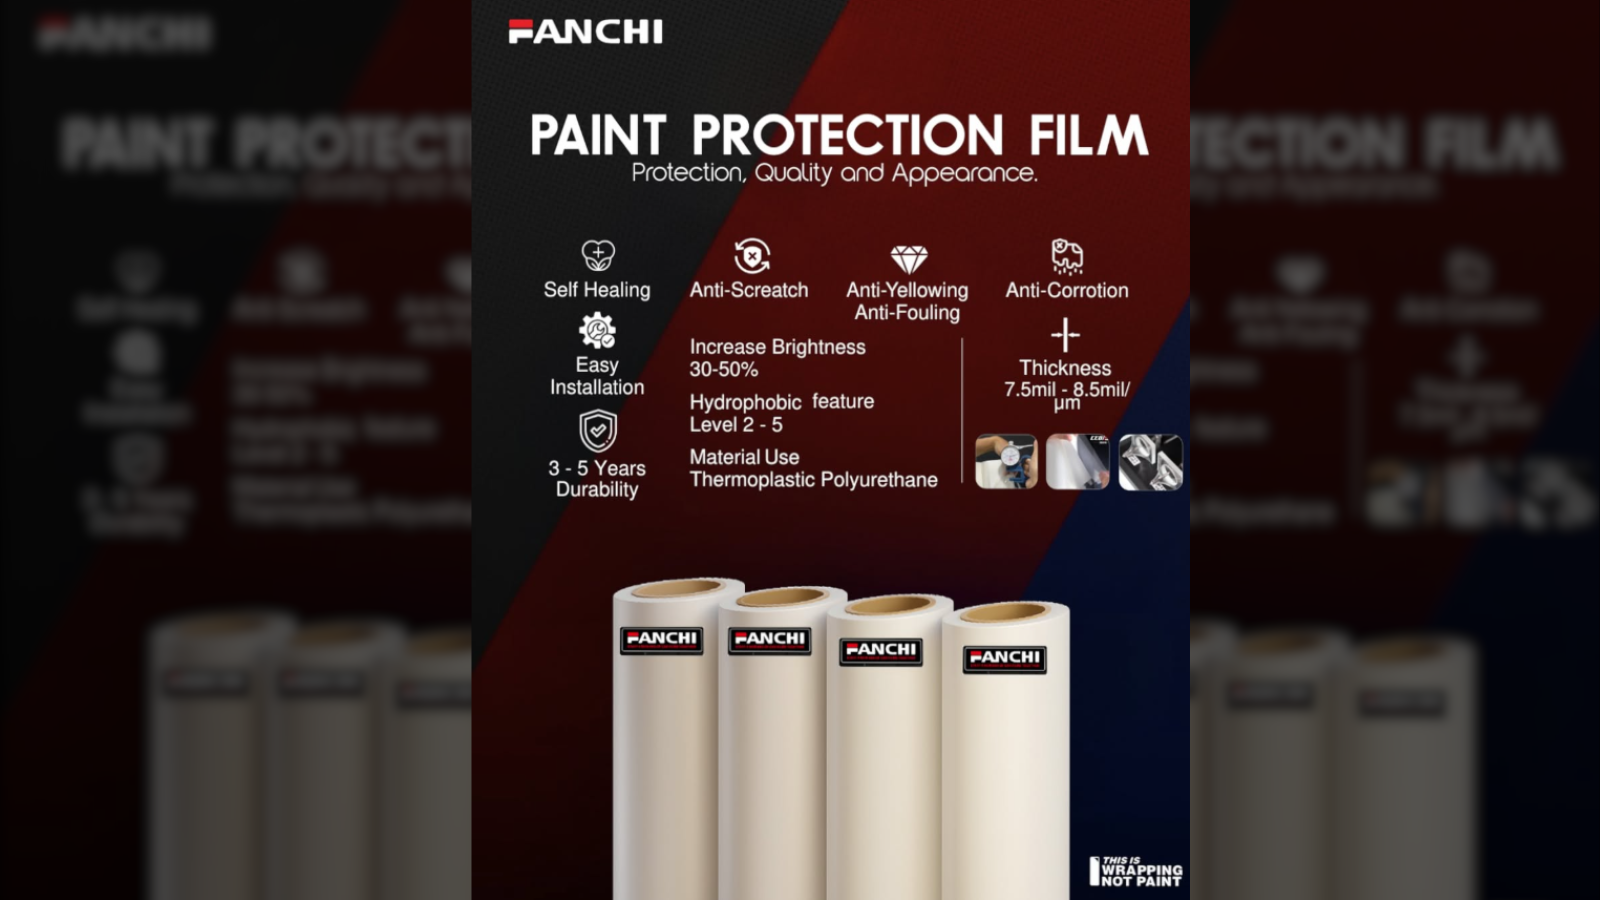 FANCHI
PAINT PROTECTION FILM
Protection, Quality and Appearance.
Self Healing
Anti-Screatch
Anti-Yellowing
Anti-Fouling
Anti-Corrotion
Easy
Installation
3 - 5 Years
Durability
Increase Brightness
30-50%
Hydrophobic feature
Level 2 - 5
Material Use
Thermoplastic Polyurethane
Thickness
7.5mil - 8.5mil/
μm
FANCHI
FANCHI
FANCHI
FANCHI
THIS IS
WRAPPING
NOT PAINT